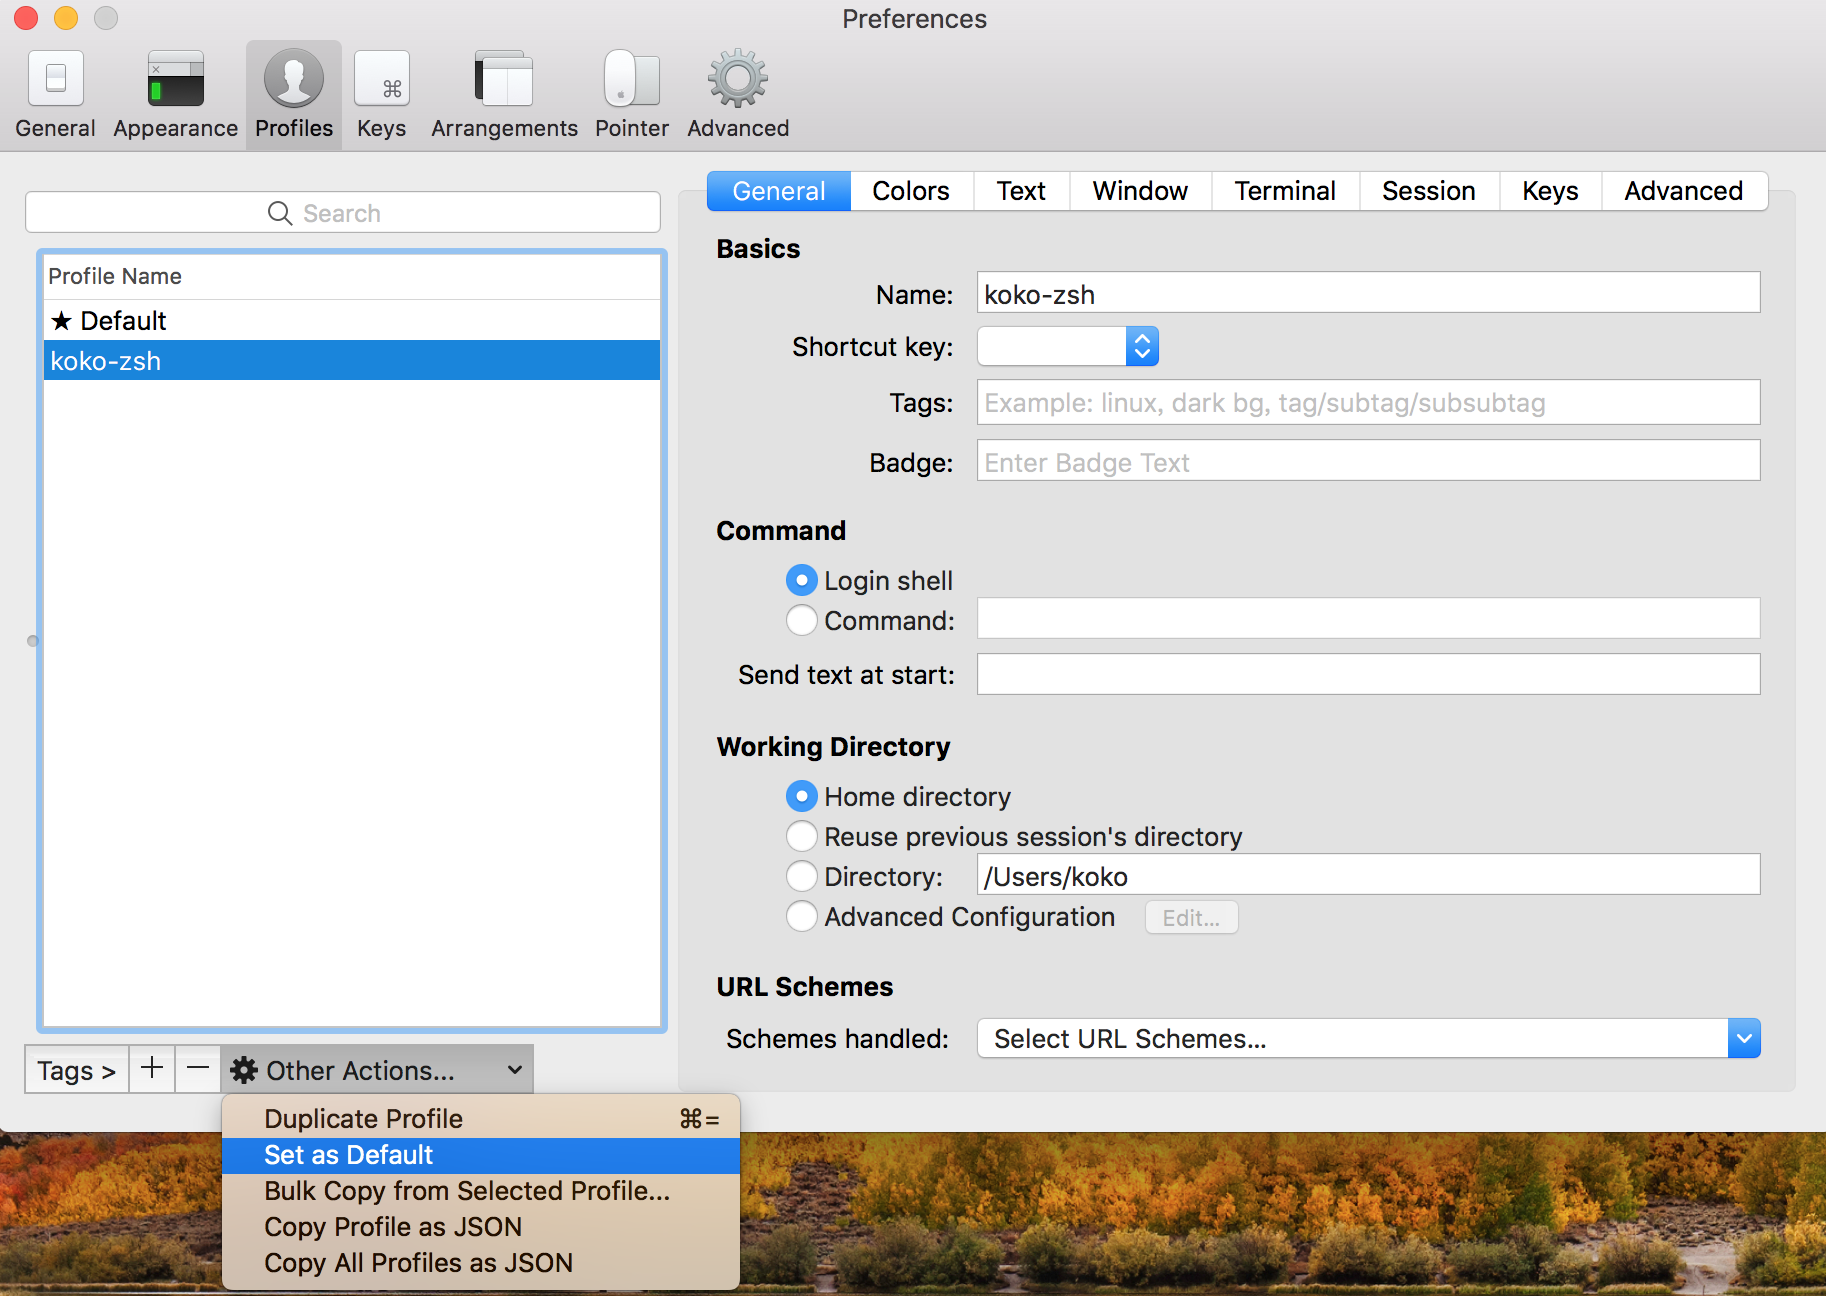 Preferences
General Appearance Profiles Keys Arrangements Pointer Advanced
Search
Profile Name
★ Default
koko-zsh
Tags > + − Other Actions...
Duplicate Profile ⌘=
Set as Default
Bulk Copy from Selected Profile...
Copy Profile as JSON
Copy All Profiles as JSON
General Colors Text Window Terminal Session Keys Advanced
Basics
Name: koko-zsh
Shortcut key:
Tags: Example: linux, dark bg, tag/subtag/subsubtag
Badge: Enter Badge Text
Command
Login shell
Command:
Send text at start:
Working Directory
Home directory
Reuse previous session's directory
Directory: /Users/koko
Advanced Configuration Edit...
URL Schemes
Schemes handled: Select URL Schemes...